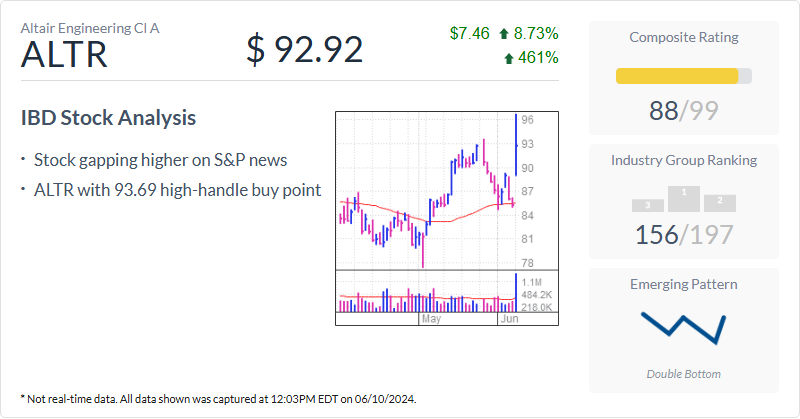 Altair Engineering Cl A
ALTR
$ 92.92
$7.46 8.73%
461%
IBD Stock Analysis
• Stock gapping higher on S&P news
• ALTR with 93.69 high-handle buy point
96
93
90
87
84
81
78
1.1M
484.2K
218.0K
May
Jun
Composite Rating
88/99
Industry Group Ranking
3 1 2
156/197
Emerging Pattern
Double Bottom
* Not real-time data. All data shown was captured at 12:03PM EDT on 06/10/2024.